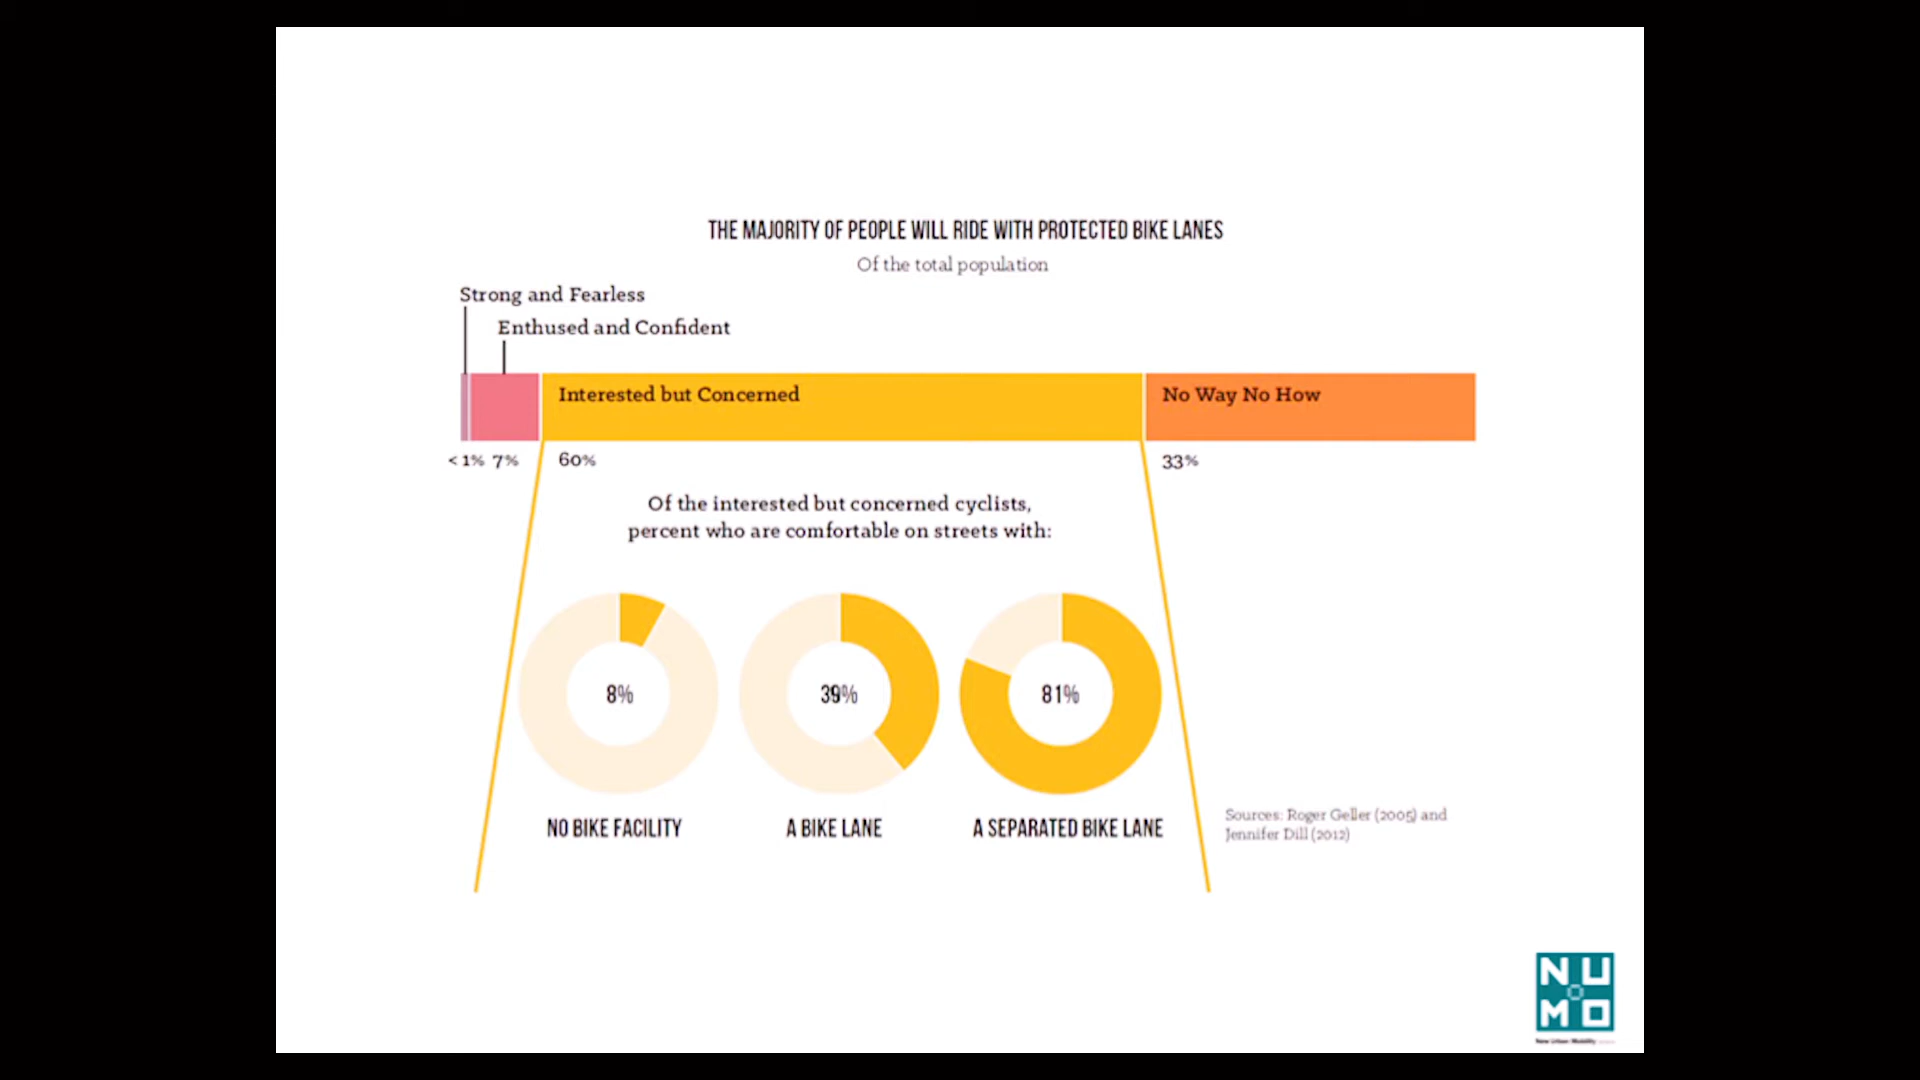 THE MAJORITY OF PEOPLE WILL RIDE WITH PROTECTED BIKE LANES
Of the total population
Strong and Fearless
Enthused and Confident
Interested but Concerned
No Way No How
< 1% 7% 60% 33%
Of the interested but concerned cyclists,
percent who are comfortable on streets with:
8% 39% 81%
NO BIKE FACILITY A BIKE LANE A SEPARATED BIKE LANE
Sources: Roger Geller (2005) and
Jennifer Dill (2012)
NU
MO
New Urban Mobility